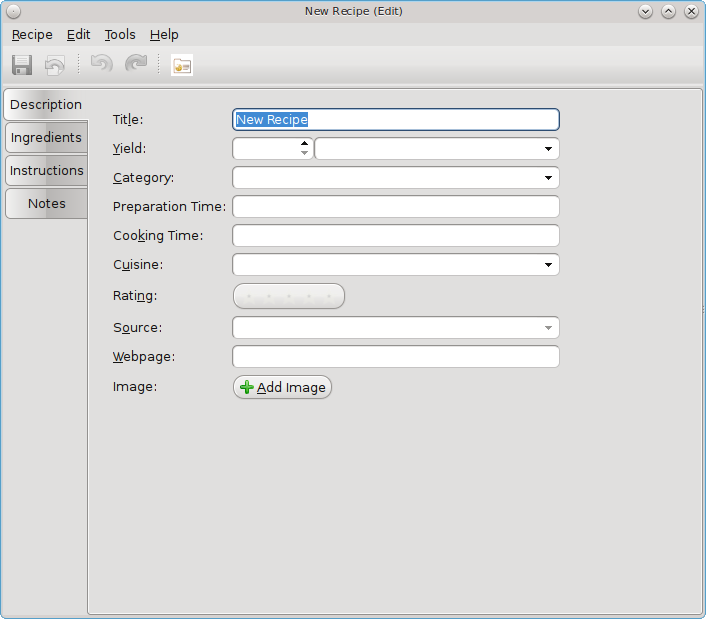 New Recipe (Edit)
Recipe Edit Tools Help
Description
Ingredients
Instructions
Notes
Title: New Recipe
Yield:
Category:
Preparation Time:
Cooking Time:
Cuisine:
Rating:
Source:
Webpage:
Image: Add Image